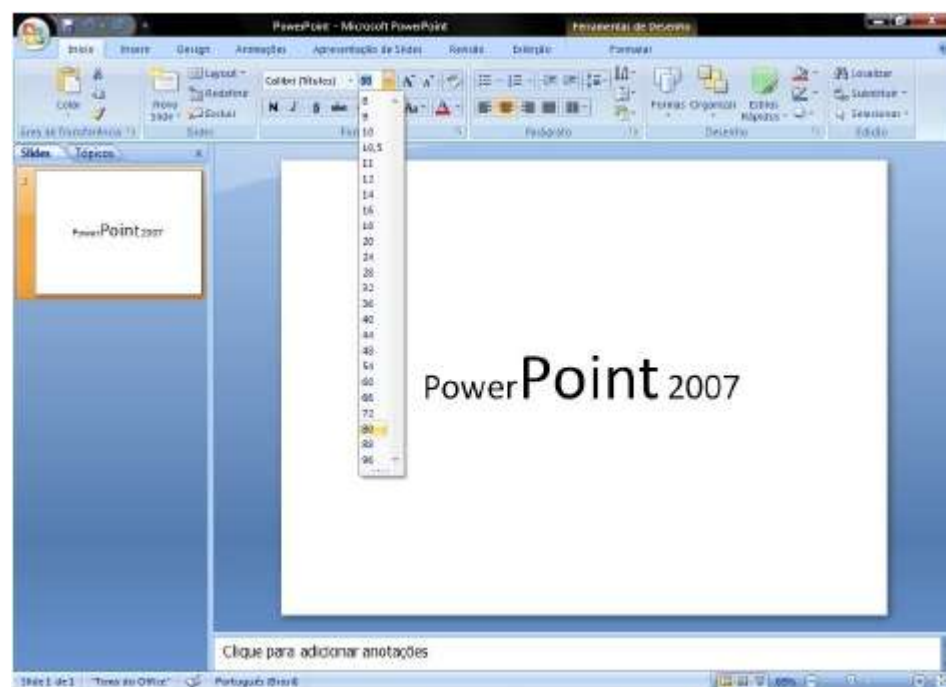 PowerPoint - Microsoft PowerPoint
Ferramentas de Desenho
Início Inserir Design Animações Apresentação de Slides Revisão Exibição Formatar
Colar
Novo Slide
Layout
Redefinir
Excluir
Calibri (Títulos)
N I S abc Aa A
Formas Organizar Estilos Rápidos
Localizar
Substituir
Selecionar
Área de Transferência Slides Parágrafo Desenho Edição
Slides Tópicos
8
9
10
10,5
11
12
14
16
18
20
24
28
32
36
40
44
48
54
60
66
72
80
88
96
PowerPoint 2007
PowerPoint 2007
Clique para adicionar anotações
Slide 1 de 1 "Tema do Office" Português (Brasil)